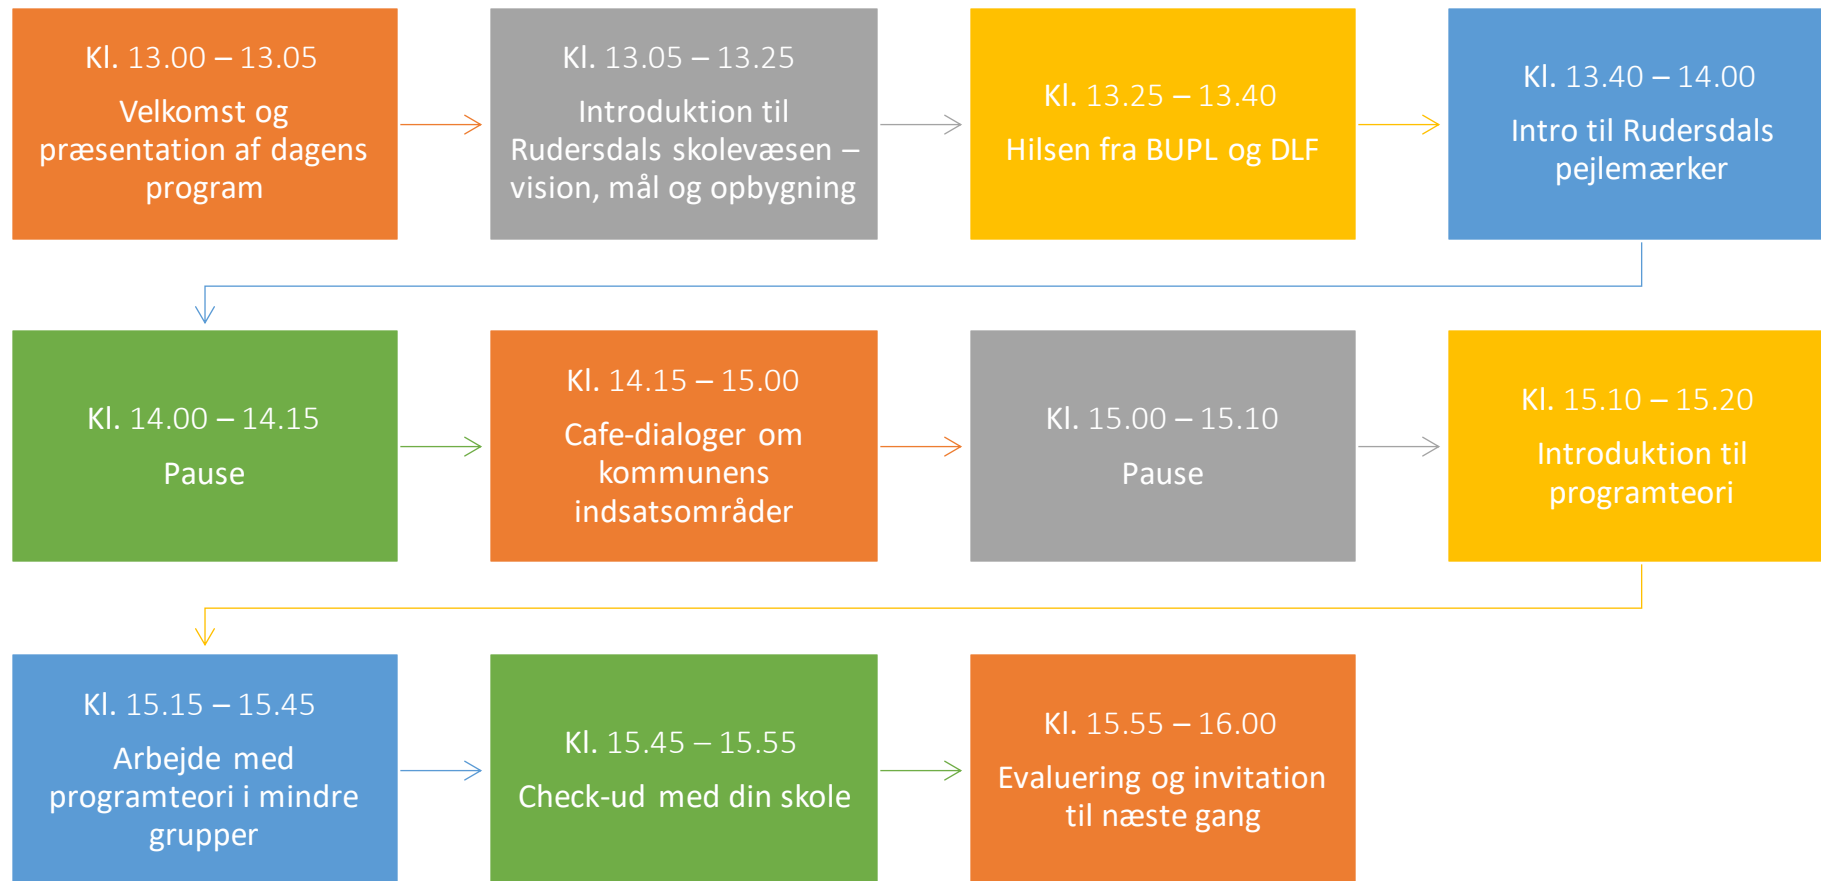 Kl. 13.00 – 13.05
Velkomst og
præsentation af dagens
program
Kl. 13.05 – 13.25
Introduktion til
Rudersdals skolevæsen –
vision, mål og opbygning
Kl. 13.25 – 13.40
Hilsen fra BUPL og DLF
Kl. 13.40 – 14.00
Intro til Rudersdals
pejlemærker
Kl. 14.00 – 14.15
Pause
Kl. 14.15 – 15.00
Cafe-dialoger om
kommunens
indsatsområder
Kl. 15.00 – 15.10
Pause
Kl. 15.10 – 15.20
Introduktion til
programteori
Kl. 15.15 – 15.45
Arbejde med
programteori i mindre
grupper
Kl. 15.45 – 15.55
Check-ud med din skole
Kl. 15.55 – 16.00
Evaluering og invitation
til næste gang